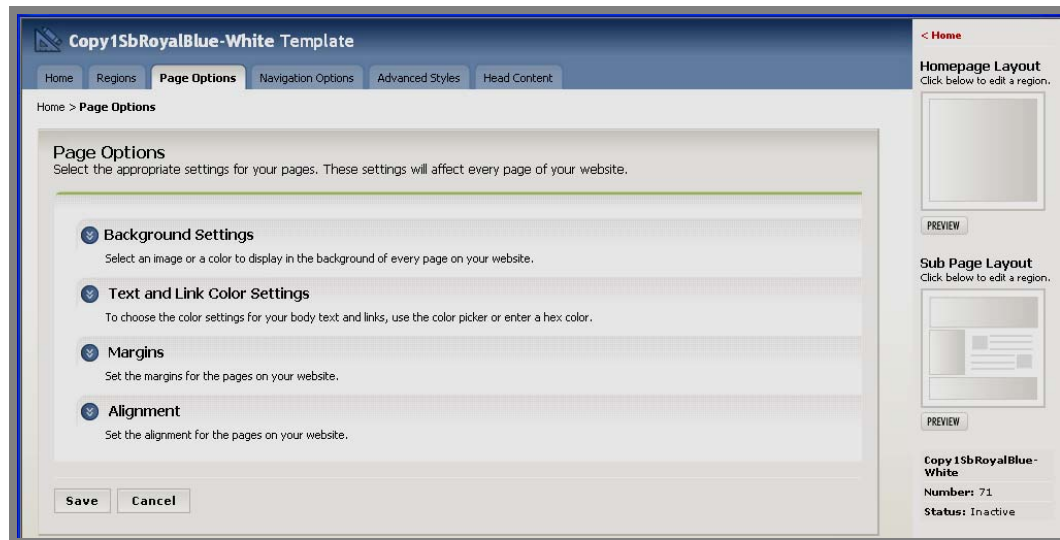 Copy1SbRoyalBlue-White Template
Home Regions Page Options Navigation Options Advanced Styles Head Content
Home > Page Options
Page Options
Select the appropriate settings for your pages. These settings will affect every page of your website.
Background Settings
Select an image or a color to display in the background of every page on your website.
Text and Link Color Settings
To choose the color settings for your body text and links, use the color picker or enter a hex color.
Margins
Set the margins for the pages on your website.
Alignment
Set the alignment for the pages on your website.
Save Cancel
< Home
Homepage Layout
Click below to edit a region.
PREVIEW
Sub Page Layout
Click below to edit a region.
PREVIEW
Copy1SbRoyalBlue-
White
Number: 71
Status: Inactive